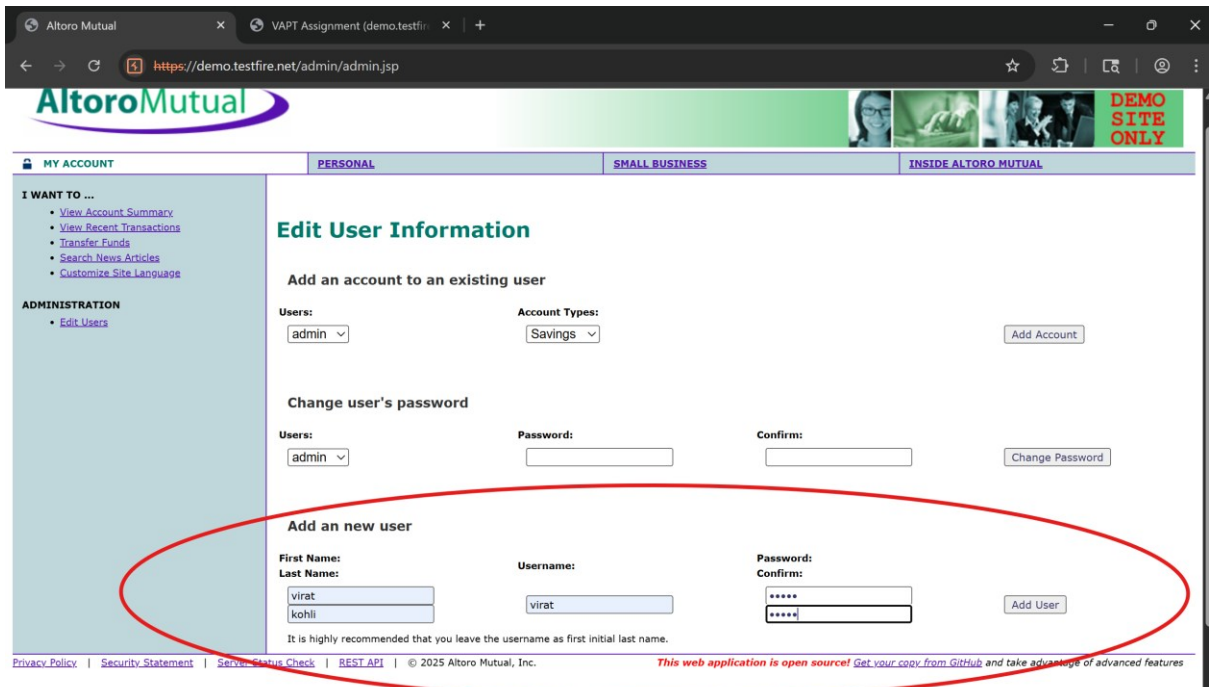 Altoro Mutual
VAPT Assignment (demo.testfir
https://demo.testfire.net/admin/admin.jsp
AltoroMutual
DEMO
SITE
ONLY
MY ACCOUNT PERSONAL SMALL BUSINESS INSIDE ALTORO MUTUAL
I WANT TO ...
View Account Summary
View Recent Transactions
Transfer Funds
Search News Articles
Customize Site Language
ADMINISTRATION
Edit Users
Edit User Information
Add an account to an existing user
Users: Account Types:
admin Savings Add Account
Change user's password
Users: Password: Confirm:
admin Change Password
Add an new user
First Name:
Last Name:
Username:
Password:
Confirm:
virat
kohli
virat
•••••
•••••
Add User
It is highly recommended that you leave the username as first initial last name.
Privacy Policy | Security Statement | Server Status Check | REST API | © 2025 Altoro Mutual, Inc. This web application is open source! Get your copy from GitHub and take advantage of advanced features